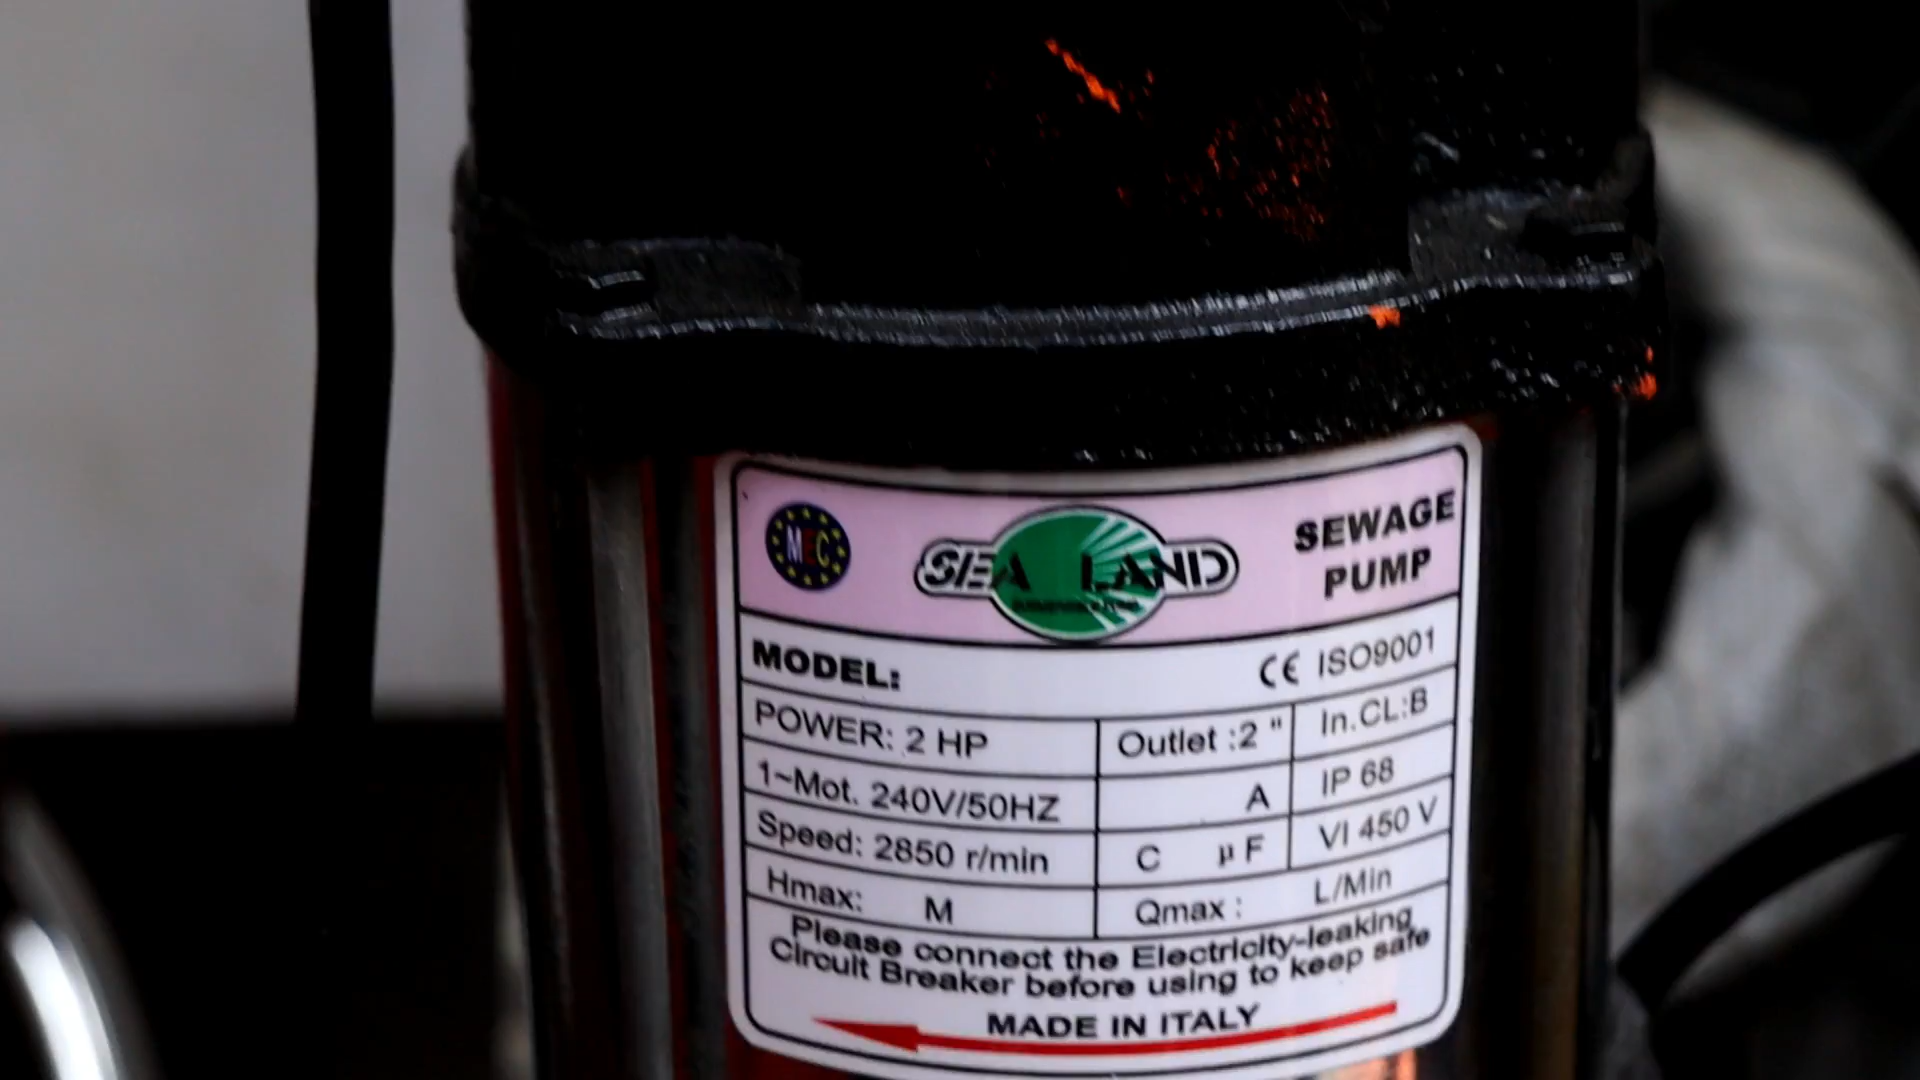 MEC
SEA LAND
SEWAGE
PUMP
MODEL:
CE ISO9001
POWER: 2 HP
Outlet :2 "
In.CL:B
1~Mot. 240V/50HZ
A
IP 68
Speed: 2850 r/min
C µF
VI 450 V
Hmax: M
Qmax : L/Min
Please connect the Electricity-leaking
Circuit Breaker before using to keep safe
MADE IN ITALY